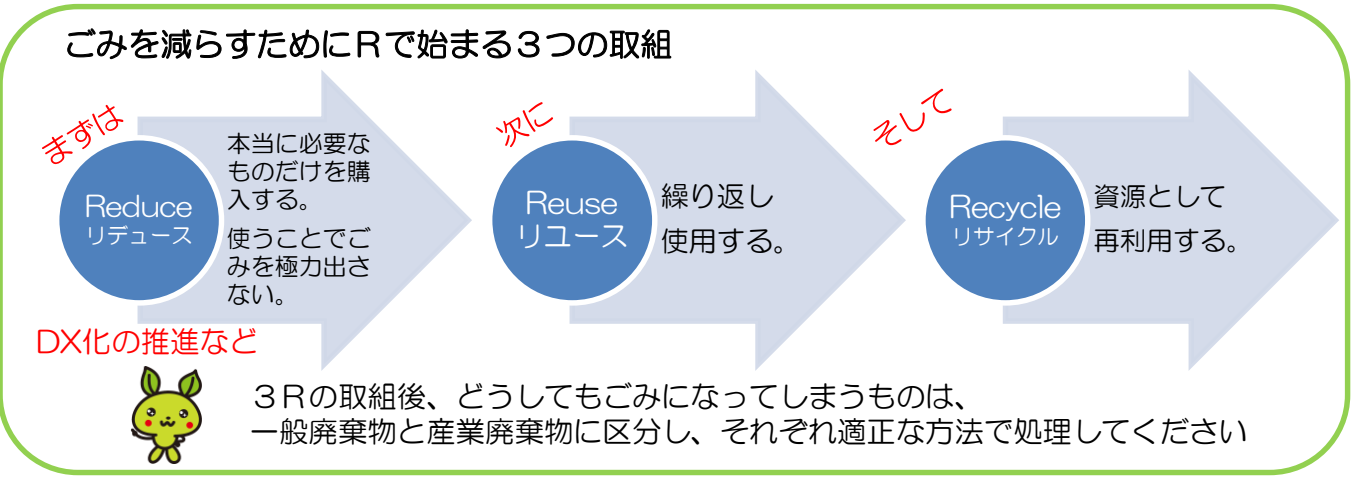 ごみを減らすためにRで始まる3つの取組
まずは
Reduce
リデュース
本当に必要な
ものだけを購
入する。
使うことでご
みを極力出さ
ない。
DX化の推進など
次に
Reuse
リユース
繰り返し
使用する。
そして
Recycle
リサイクル
資源として
再利用する。
3Rの取組後、どうしてもごみになってしまうものは、
一般廃棄物と産業廃棄物に区分し、それぞれ適正な方法で処理してください